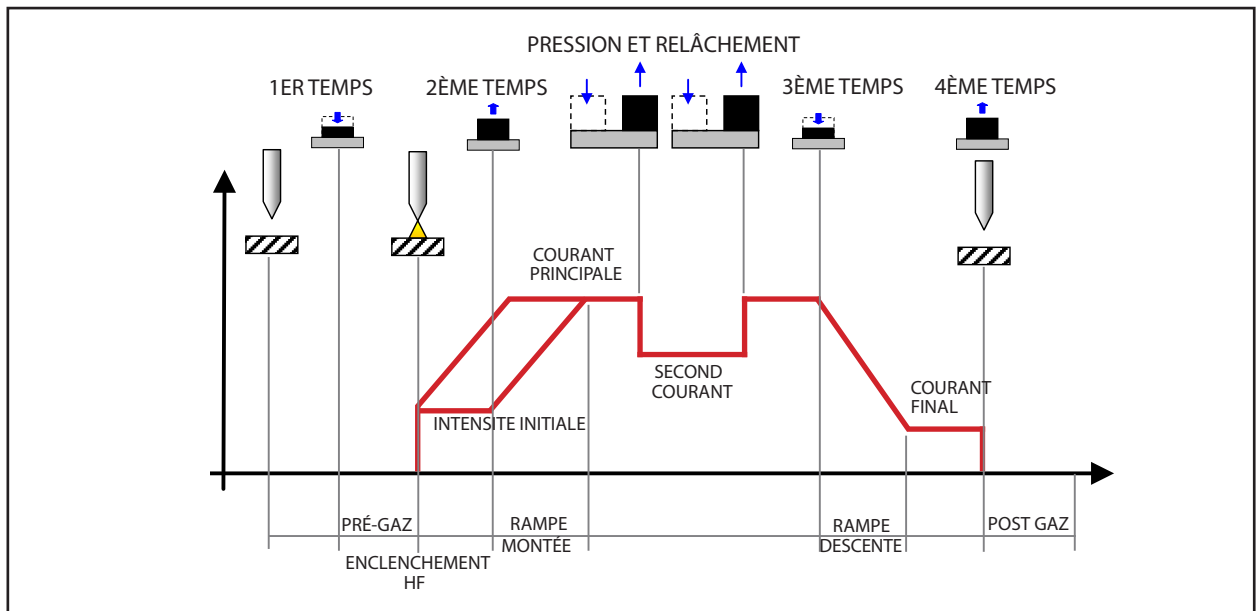 PRESSION ET RELÂCHEMENT
1ER TEMPS
2ÈME TEMPS
3ÈME TEMPS
4ÈME TEMPS
COURANT
PRINCIPALE
SECOND
COURANT
COURANT
FINAL
INTENSITE INITIALE
PRÉ-GAZ
RAMPE
MONTÉE
RAMPE
DESCENTE
POST GAZ
ENCLENCHEMENT
HF